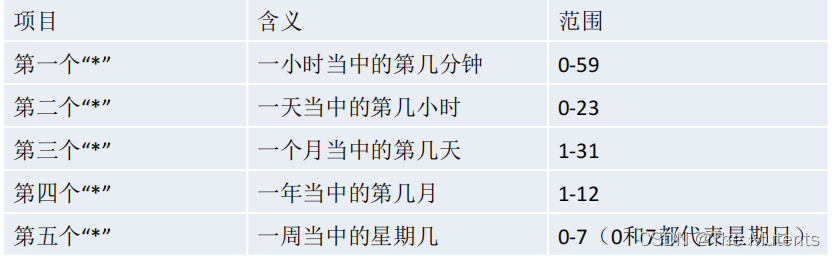 项目 含义 范围
第一个“*” 一小时当中的第几分钟 0-59
第二个“*” 一天当中的第几小时 0-23
第三个“*” 一个月当中的第几天 1-31
第四个“*” 一年当中的第几月 1-12
第五个“*” 一周当中的星期几 0-7（0和7都代表星期日）
CSDN @The Mutents